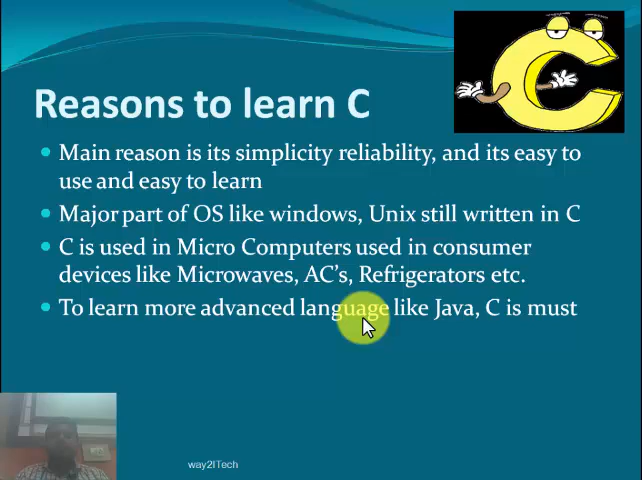 Reasons to learn C
Main reason is its simplicity reliability, and its easy to
use and easy to learn
Major part of OS like windows, Unix still written in C
C is used in Micro Computers used in consumer
devices like Microwaves, AC's, Refrigerators etc.
To learn more advanced language like Java, C is must
way2ITech